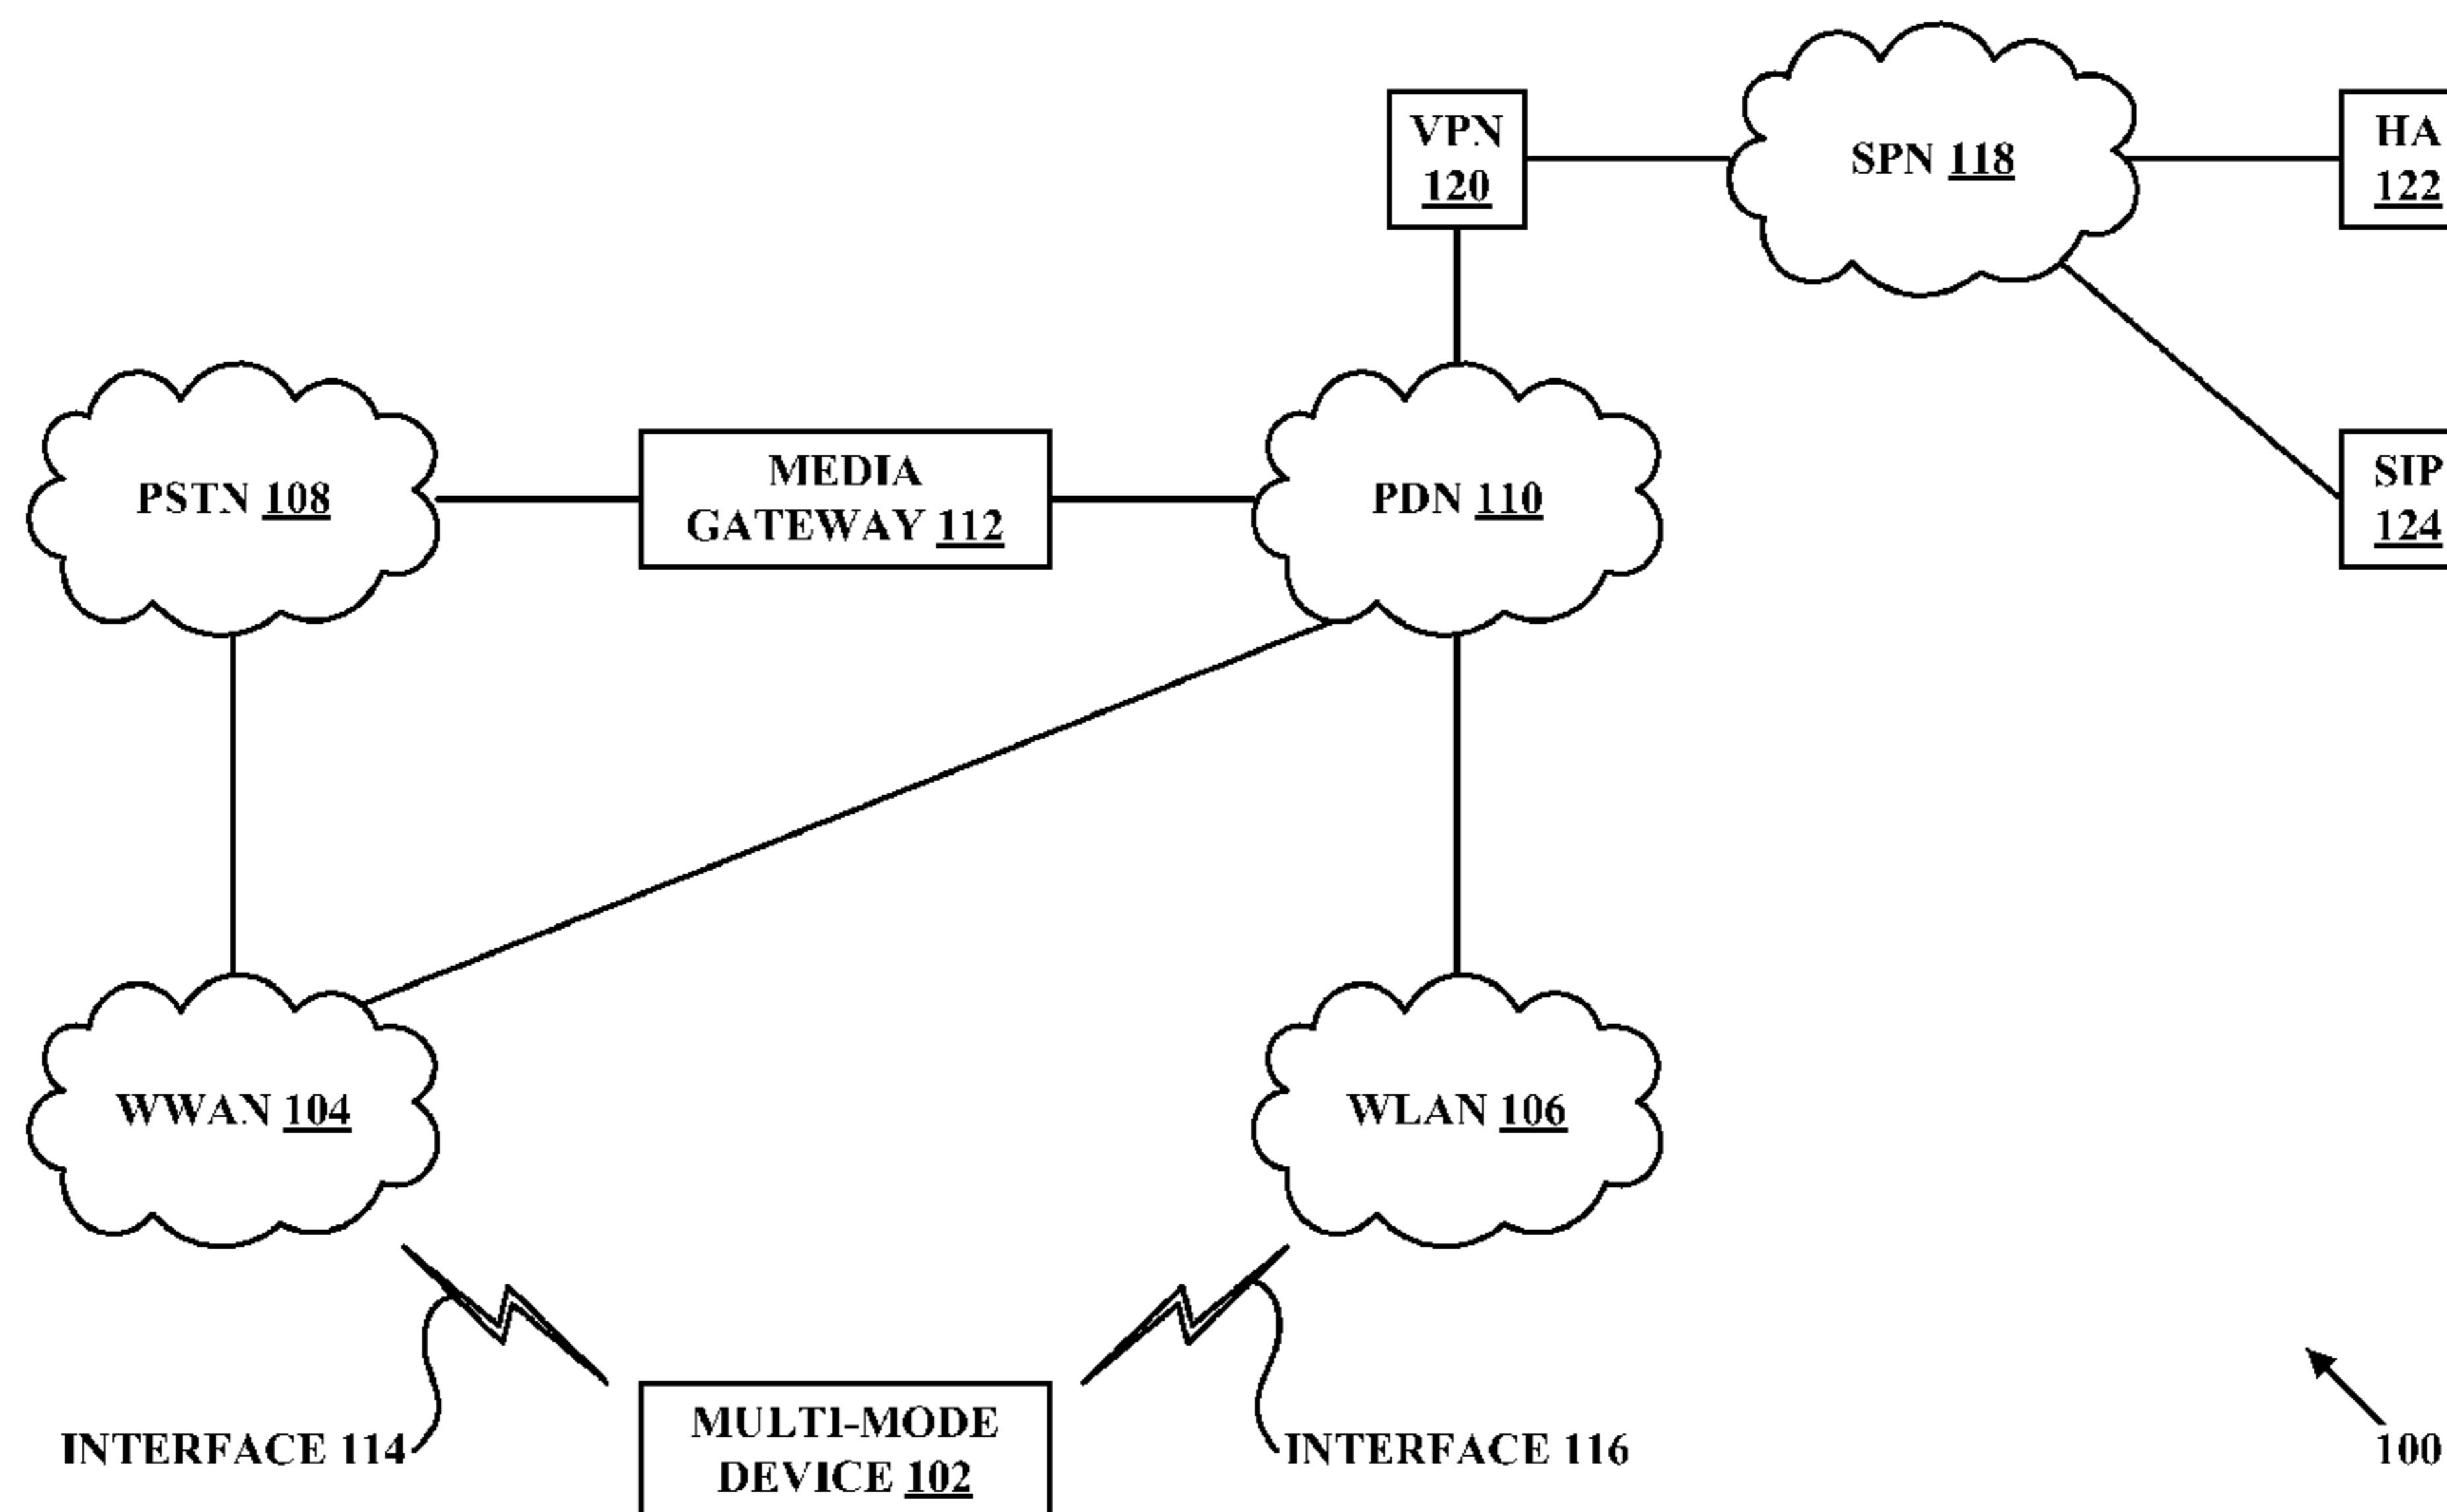 VPN
120
SPN 118
HA
122
PSTN 108
MEDIA
GATEWAY 112
PDN 110
SIP
124
WWAN 104
WLAN 106
INTERFACE 114
MULTI-MODE
DEVICE 102
INTERFACE 116
100